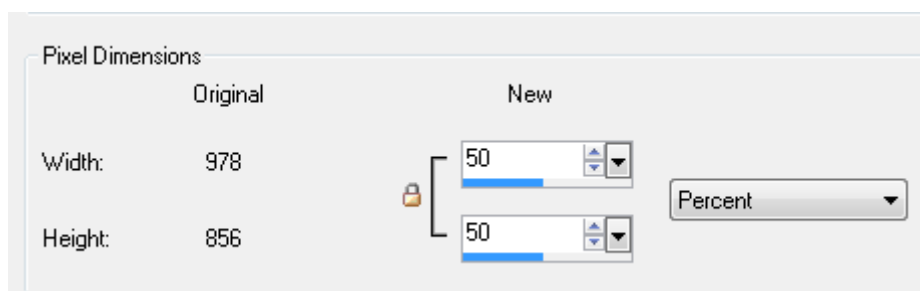 Pixel Dimensions
Original New
Width: 978 50
Percent
Height: 856 50